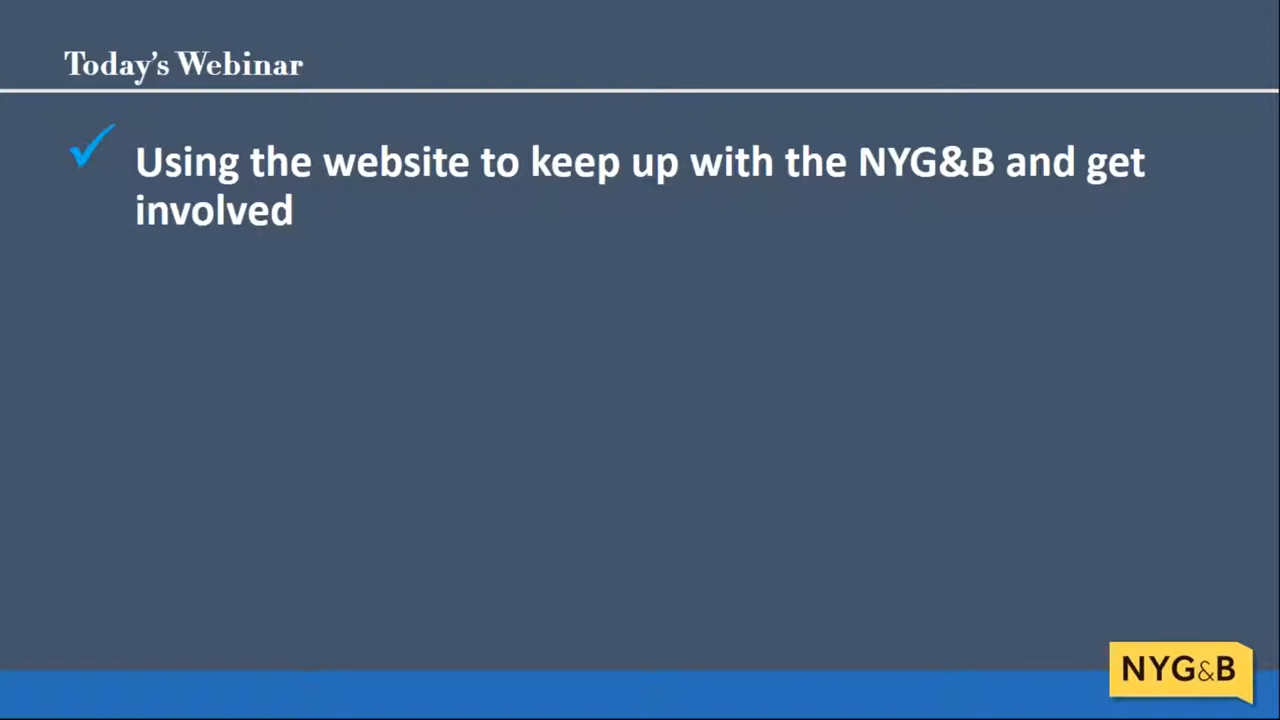 Today's Webinar
Using the website to keep up with the NYG&B and get
involved
NYG&B